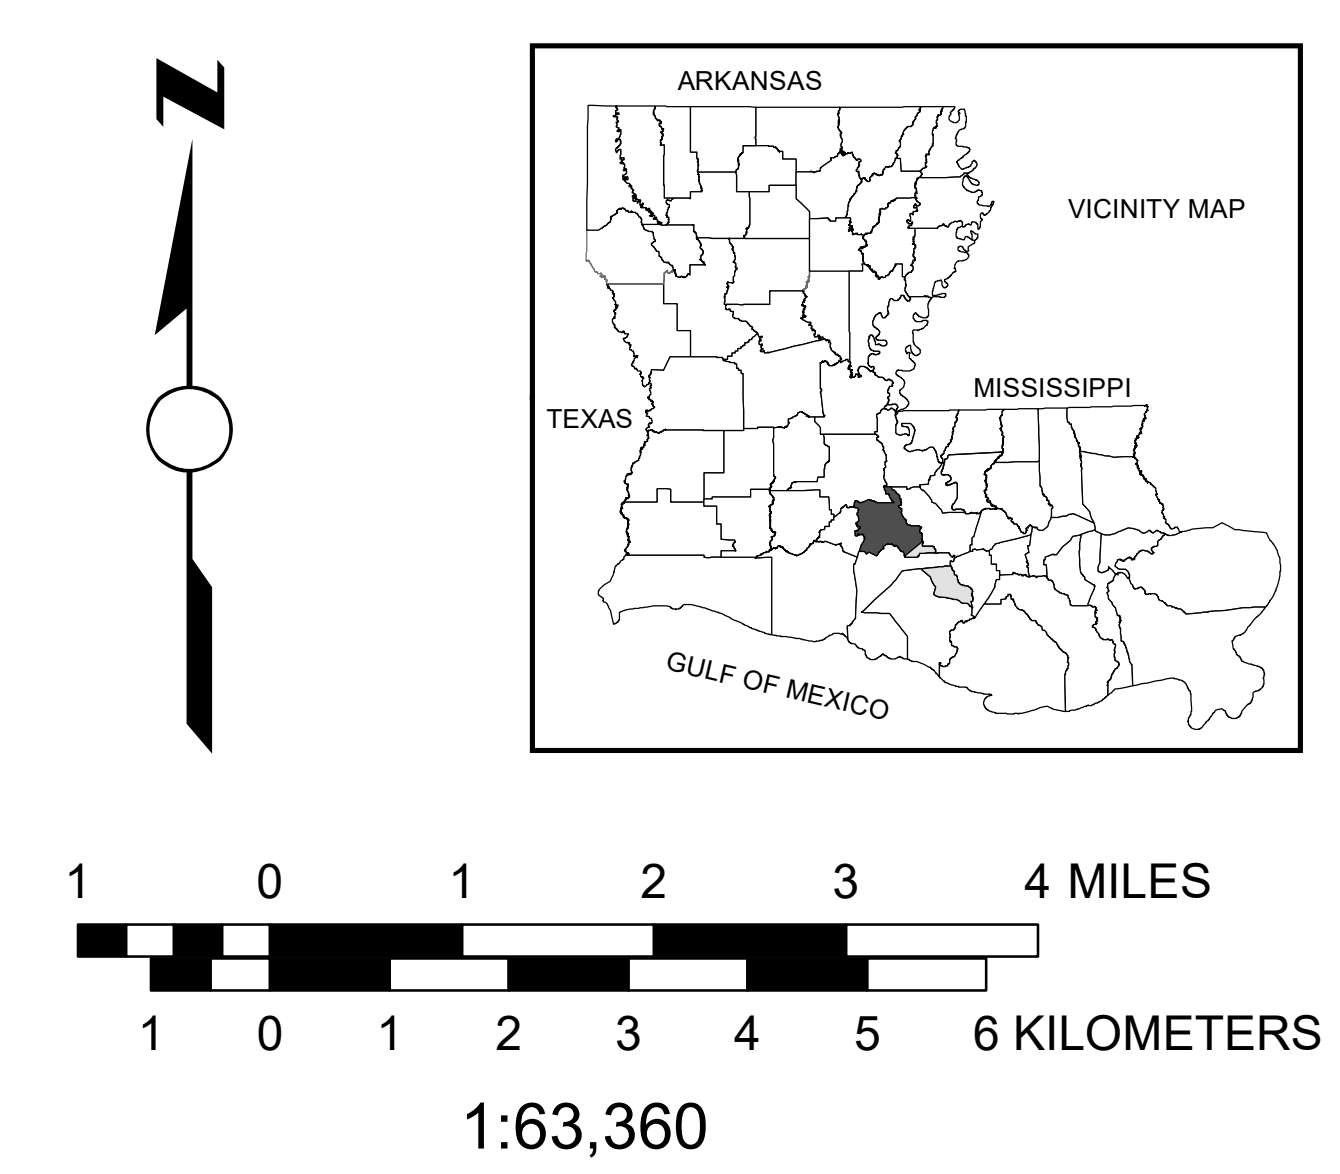 N
ARKANSAS
VICINITY MAP
MISSISSIPPI
TEXAS
GULF OF MEXICO
1 0 1 2 3 4 MILES
1 0 1 2 3 4 5 6 KILOMETERS
1:63,360